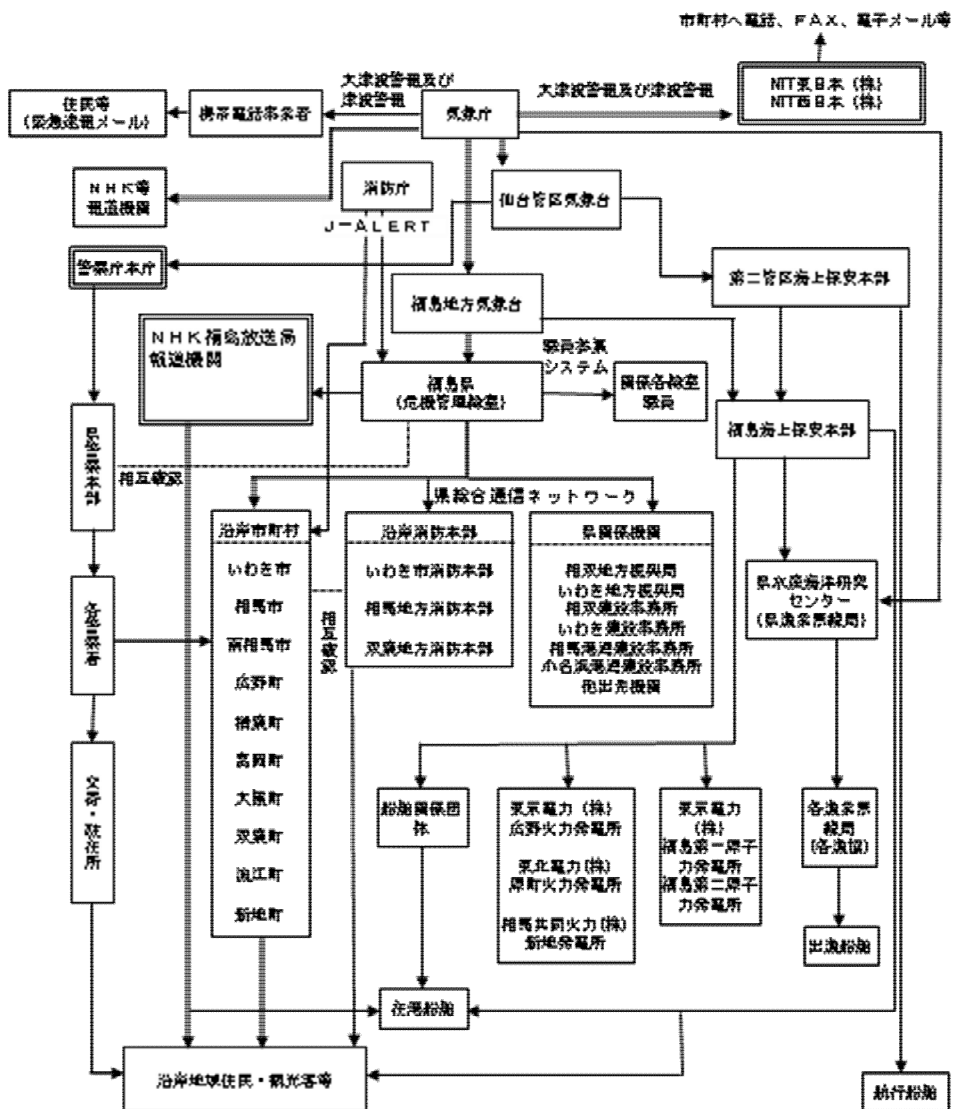 市町村へ電話、FAX、電子メール等
大津波警報及び
津波警報
大津波警報及び津波警報
NTT東日本（株）
NTT西日本（株）
住民等
（緊急速報メール）
携帯電話事業者
気象庁
消防庁
NHK等
報道機関
仙台管区気象台
J－ALERT
警察庁本庁
第二管区海上保安本部
福島地方気象台
NHK福島放送局
報道機関
職員参集
システム
福島県
（危機管理総室）
関係各総室
職員
福島海上保安本部
県警察本部
相互確認
県総合通信ネットワーク
沿岸市町村
いわき市
相馬市
南相馬市
広野町
楢葉町
富岡町
大熊町
双葉町
浪江町
新地町
相互確認
沿岸消防本部
いわき市消防本部
相馬地方消防本部
双葉地方消防本部
県関係機関
相双地方振興局
いわき地方振興局
相双建設事務所
いわき建設事務所
相馬港湾建設事務所
小名浜港湾建設事務所
他出先機関
県水産海洋研究
センター
（県漁業無線局）
各警察署
交番・駐在所
船舶関係団
体
東京電力（株）
広野火力発電所
東北電力（株）
原町火力発電所
相馬共同火力（株）
新地発電所
東京電力
（株）
福島第一原子
力発電所
福島第二原子
力発電所
各漁業無
線局
（各漁協）
出漁船舶
在港船舶
沿岸地域住民・観光客等
航行船舶